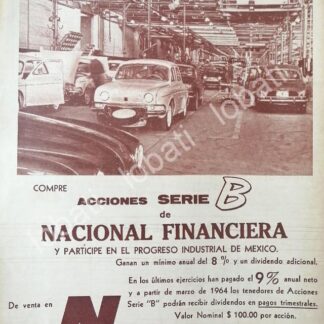 lobati lobati lobati
COMPRE
ACCIONES SERIE B
de
NACIONAL FINANCIERA
Y PARTICIPE EN EL PROGRESO INDUSTRIAL DE MEXICO.
Ganan un mínimo anual del 8 % y un dividendo adicional.
En los últimos ejercicios han pagado el 9% anual neto
y a partir de marzo de 1964 los tenedores de Acciones
De venta en
Serie "B" podrán recibir dividendos en pagos trimestrales.
Valor Nominal $ 100.00 por acción.